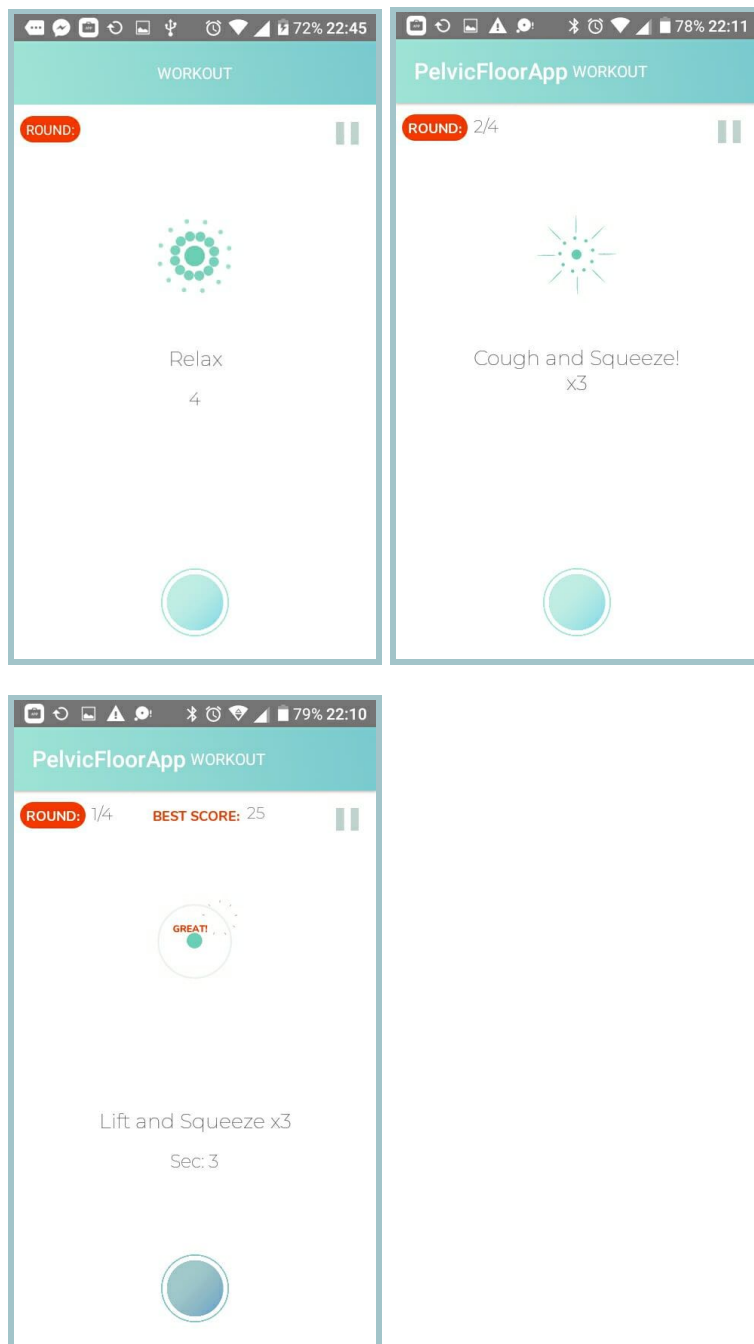 72% 22:45
WORKOUT
ROUND:
Relax
4
78% 22:11
PelvicFloorApp WORKOUT
ROUND: 2/4
Cough and Squeeze!
x3
79% 22:10
PelvicFloorApp WORKOUT
ROUND: 1/4 BEST SCORE: 25
GREAT!
Lift and Squeeze x3
Sec: 3